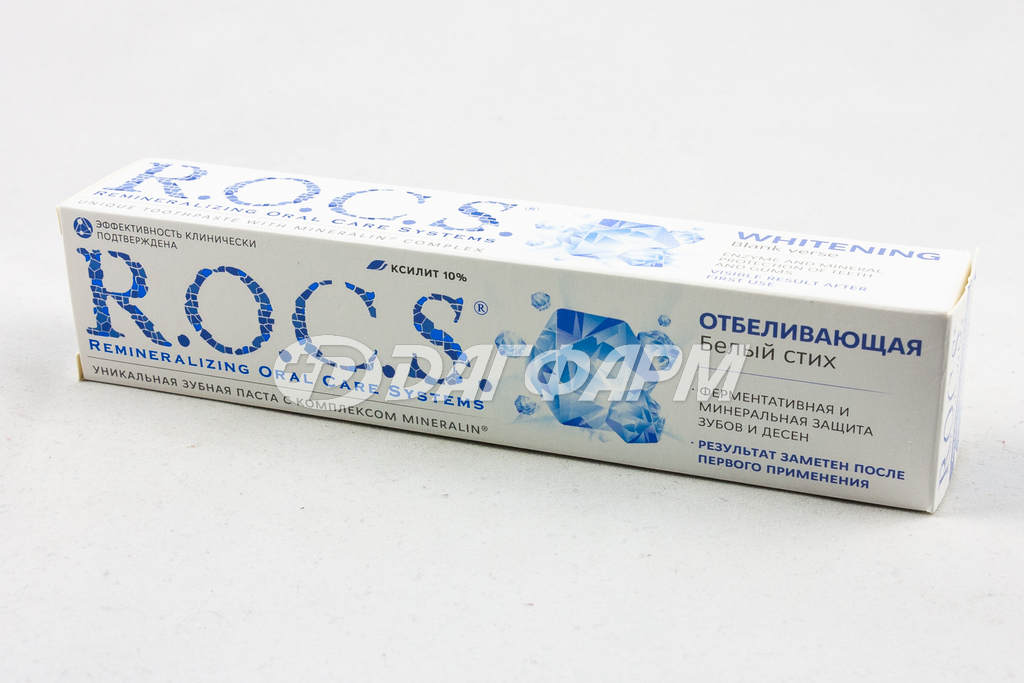 R.O.C.S.®
REMINERALIZING ORAL CARE SYSTEMS
UNIQUE TOOTHPASTE WITH MINERALIN® COMPLEX
WHITENING
Blank verse
ENZYME AND MINERAL
PROTECTION OF TEETH
AND GUMS
VISIBLE RESULT AFTER
FIRST USE
ЭФФЕКТИВНОСТЬ КЛИНИЧЕСКИ
ПОДТВЕРЖДЕНА
КСИЛИТ 10%
R.O.C.S.®
REMINERALIZING ORAL CARE SYSTEMS
УНИКАЛЬНАЯ ЗУБНАЯ ПАСТА С КОМПЛЕКСОМ MINERALIN®
ОТБЕЛИВАЮЩАЯ
Белый стих
· ФЕРМЕНТАТИВНАЯ И
МИНЕРАЛЬНАЯ ЗАЩИТА
ЗУБОВ И ДЕСЕН
· РЕЗУЛЬТАТ ЗАМЕТЕН ПОСЛЕ
ПЕРВОГО ПРИМЕНЕНИЯ
ДАГФАРМ
R.O.C.S.